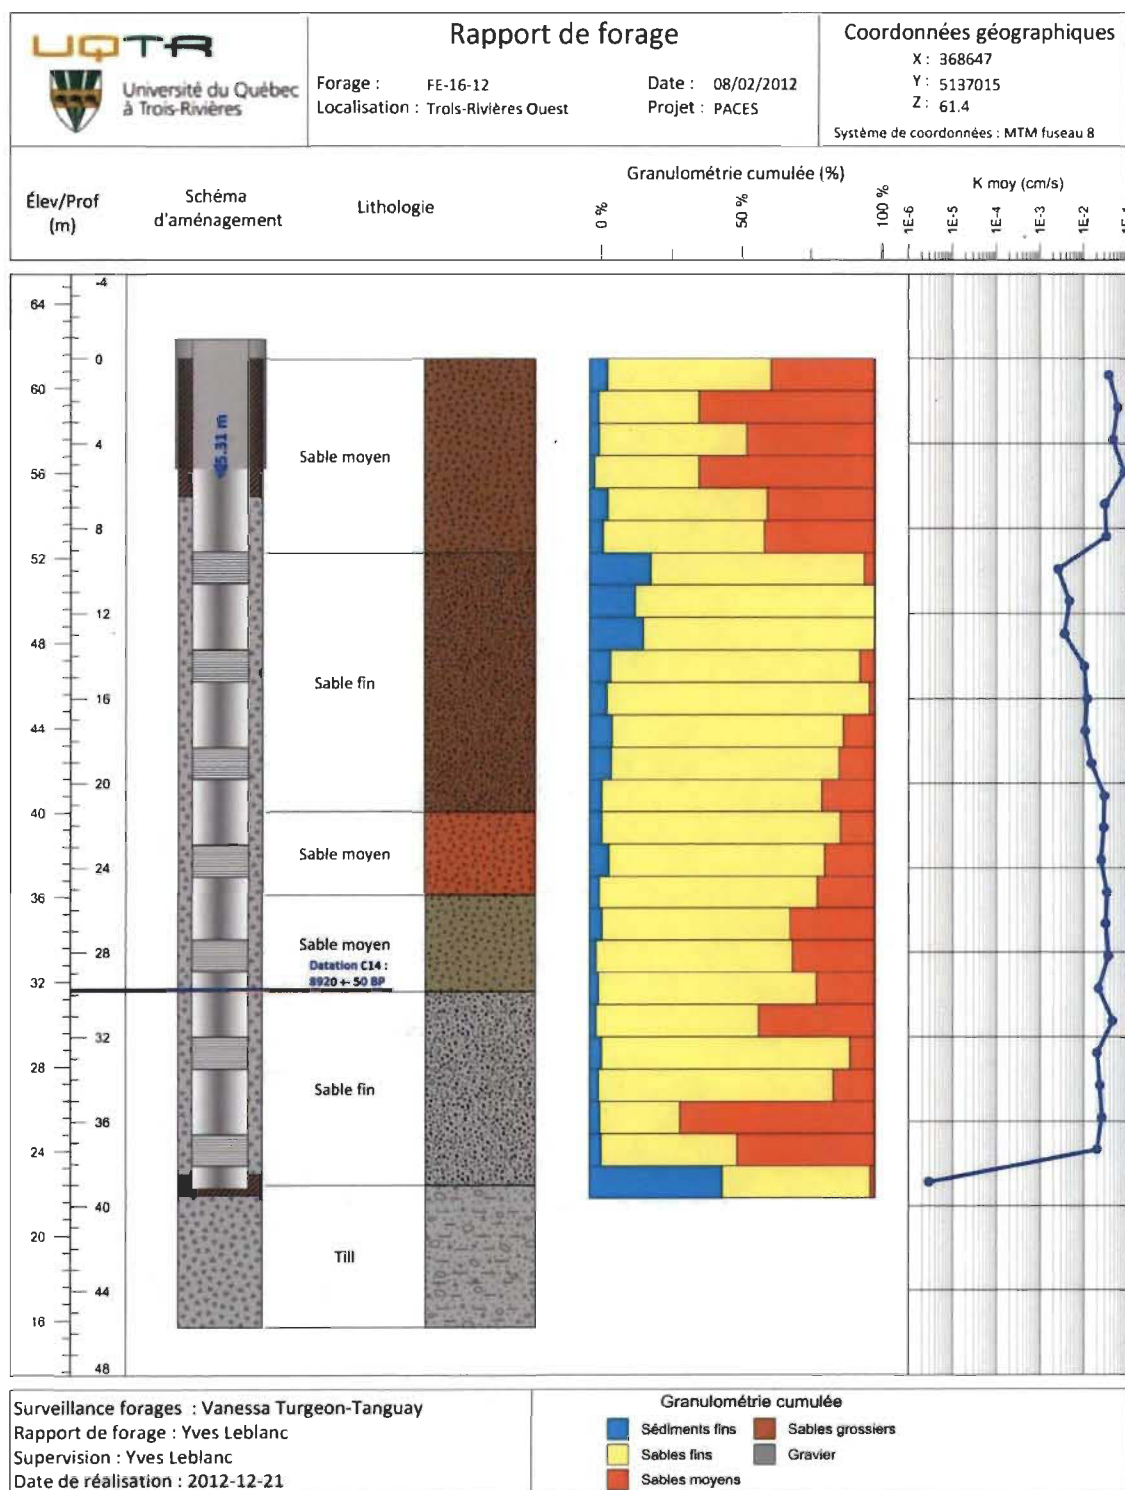 UQTR
Université du Québec
à Trois-Rivières
Rapport de forage
Forage : FE-16-12
Date : 08/02/2012
Localisation : Trois-Rivières Ouest
Projet : PACES
Coordonnées géographiques
X : 368647
Y : 5137015
Z : 61.4
Système de coordonnées : MTM fuseau 8
Élev/Prof
(m)
Schéma
d'aménagement
Lithologie
Granulométrie cumulée (%)
0 %
50 %
100 %
K moy (cm/s)
1E-6
1E-5
1E-4
1E-3
1E-2
1E-1
-4
64
0
60
4
56
8
52
12
48
16
44
20
40
24
36
28
32
32
28
36
24
40
20
44
16
48
5.31 m
Sable moyen
Sable fin
Sable moyen
Sable moyen
Datation C14 :
8920 +- 50 BP
Sable fin
Till
Surveillance forages : Vanessa Turgeon-Tanguay
Rapport de forage : Yves Leblanc
Supervision : Yves Leblanc
Date de réalisation : 2012-12-21
Granulométrie cumulée
Sédiments fins
Sables grossiers
Sables fins
Gravier
Sables moyens